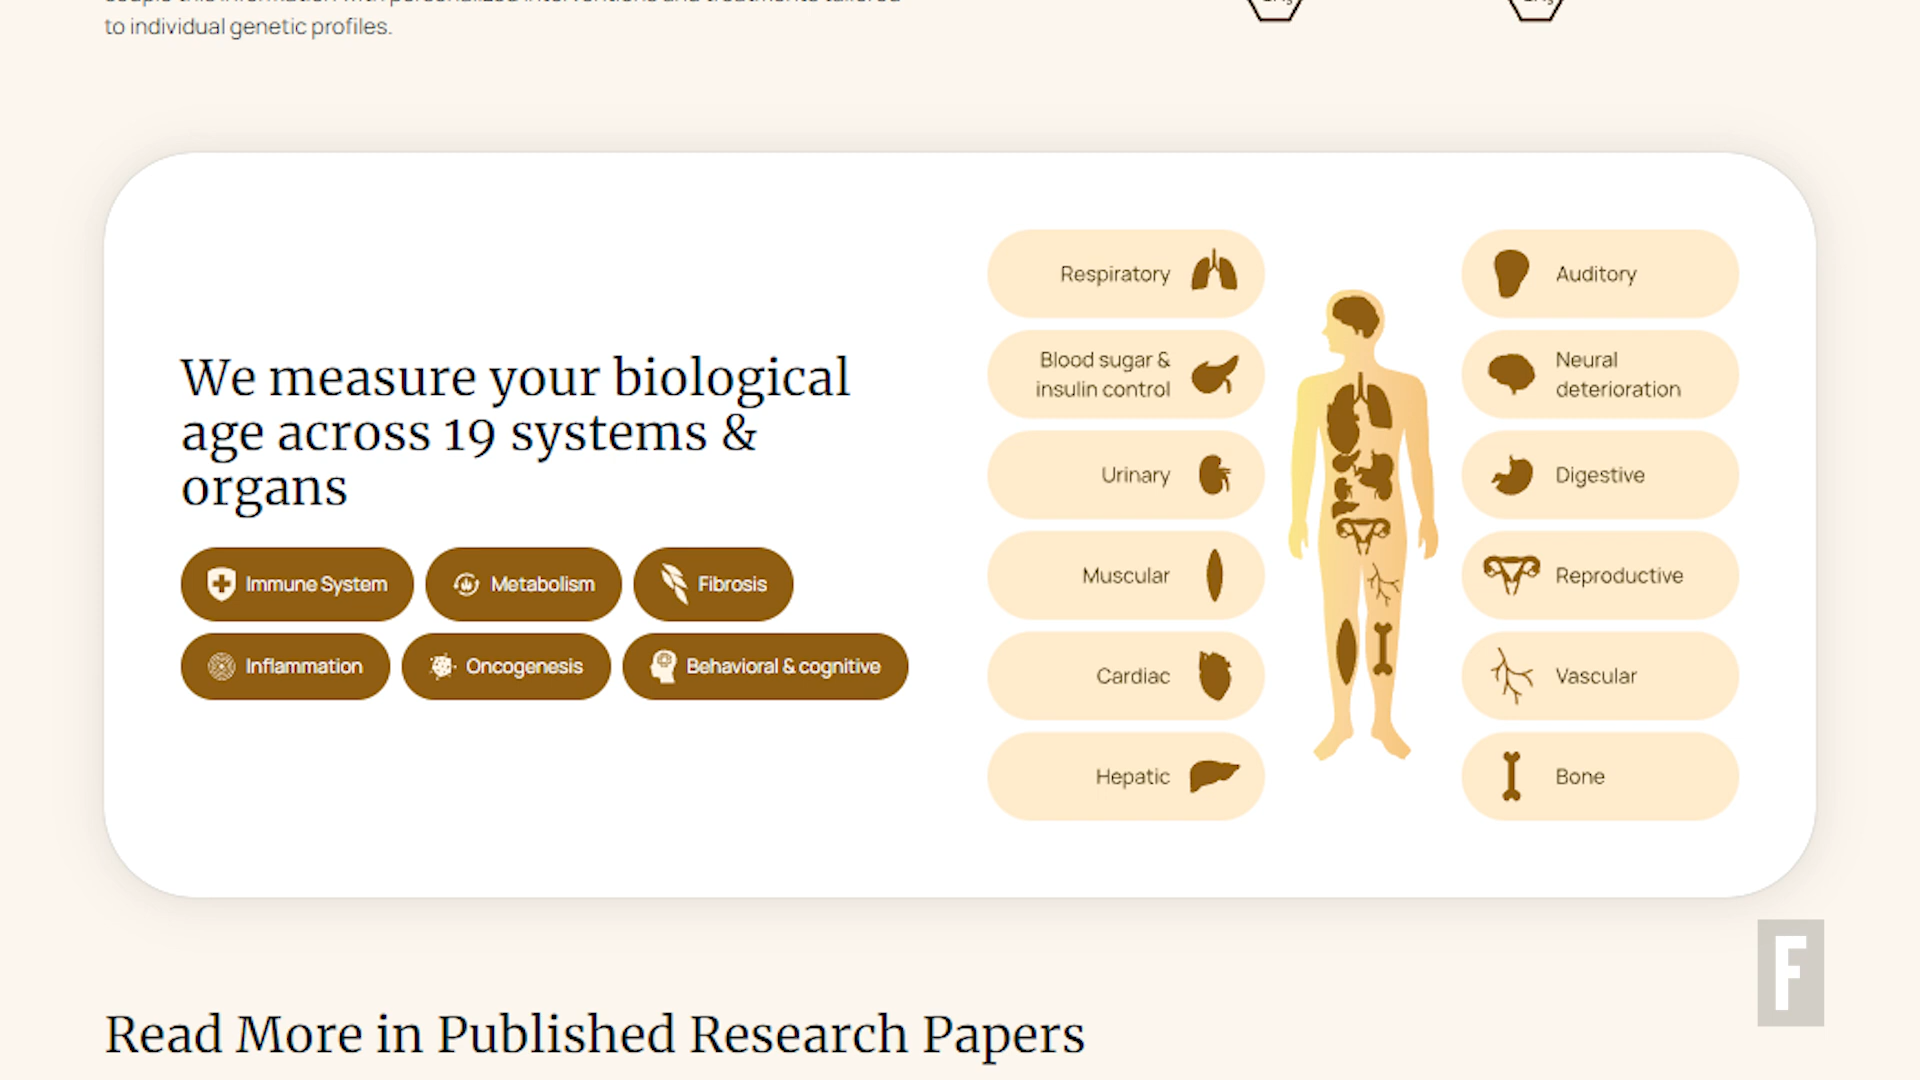 to individual genetic profiles.
We measure your biological
age across 19 systems &
organs
Immune System
Metabolism
Fibrosis
Inflammation
Oncogenesis
Behavioral & cognitive
Respiratory
Blood sugar &
insulin control
Urinary
Muscular
Cardiac
Hepatic
Auditory
Neural
deterioration
Digestive
Reproductive
Vascular
Bone
F
Read More in Published Research Papers